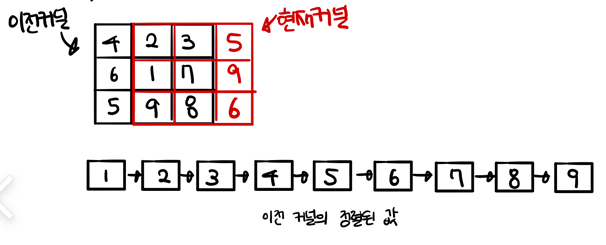 이전커널
현재커널
4 2 3 5
6 1 7 9
5 9 8 6
1 → 2 → 3 → 4 → 5 → 6 → 7 → 8 → 9
이전 커널의 정렬된 값